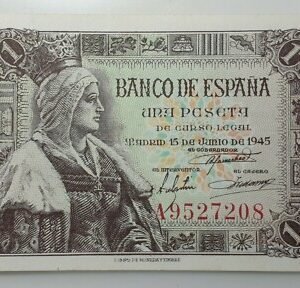 1
BANCO DE ESPAÑA
UNA PESETA
DE CURSO LEGAL
MADRID 15 DE JUNIO DE 1945
EL GOBERNADOR
EL INTERVENTOR
EL CAJERO
A9527208